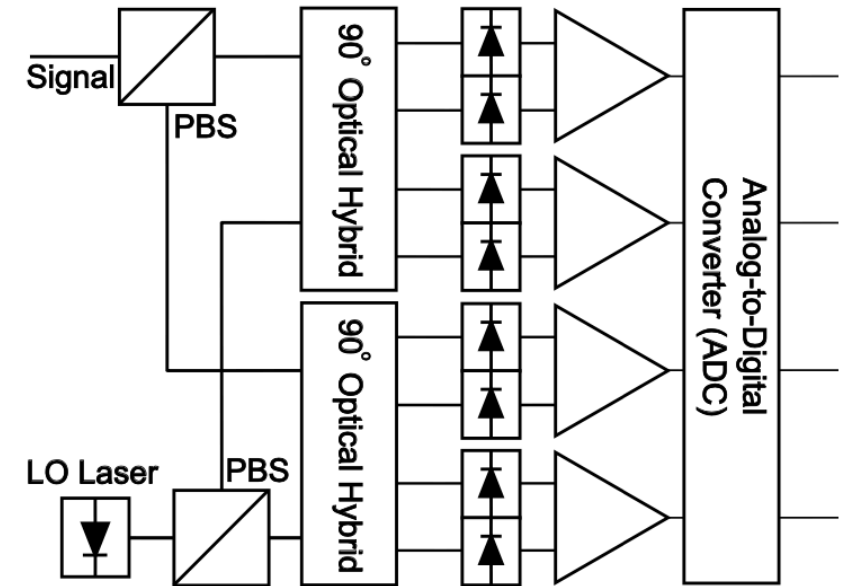 Signal
PBS
90° Optical Hybrid
90° Optical Hybrid
LO Laser
PBS
Analog-to-Digital
Converter (ADC)